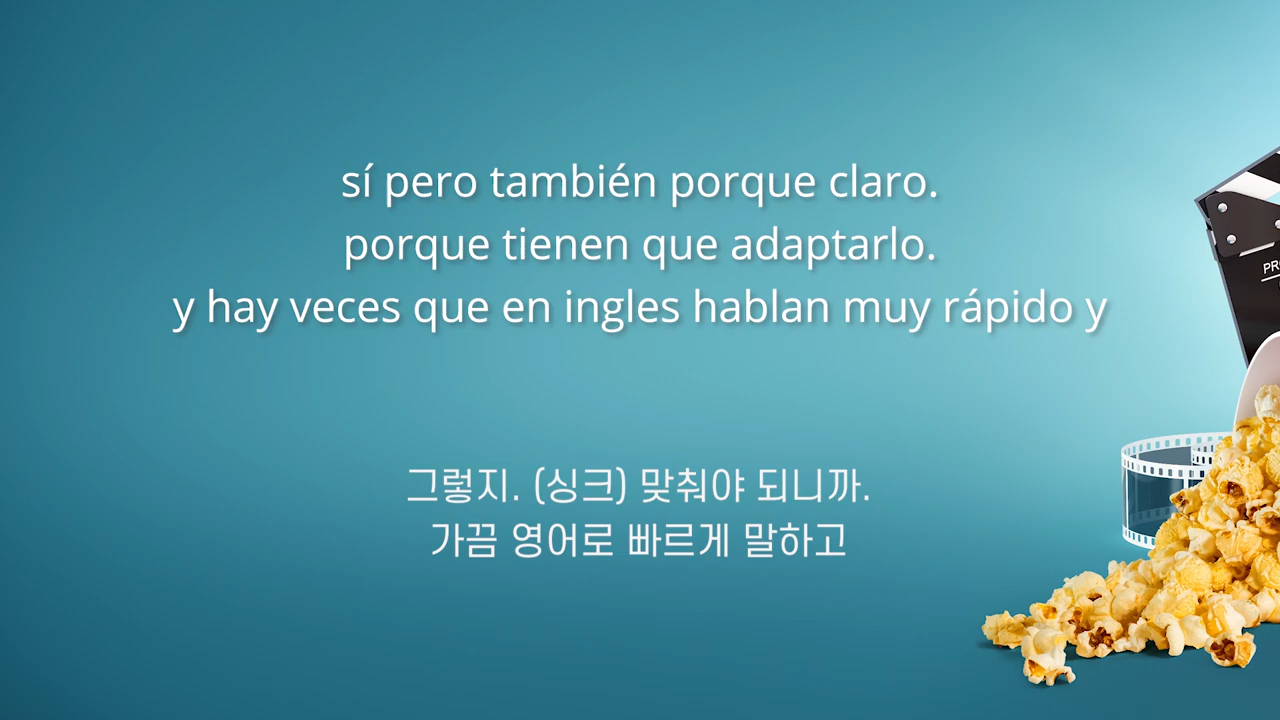 sí pero también porque claro.
porque tienen que adaptarlo.
y hay veces que en ingles hablan muy rápido y
PR
그렇지. (싱크) 맞춰야 되니까.
가끔 영어로 빠르게 말하고